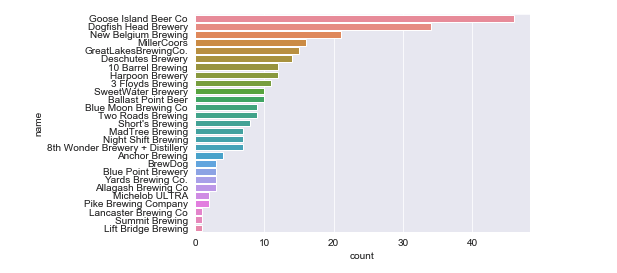 Goose Island Beer Co
Dogfish Head Brewery
New Belgium Brewing
MillerCoors
GreatLakesBrewingCo.
Deschutes Brewery
10 Barrel Brewing
Harpoon Brewery
3 Floyds Brewing
SweetWater Brewery
Ballast Point Beer
Blue Moon Brewing Co
Two Roads Brewing
Short's Brewing
MadTree Brewing
Night Shift Brewing
8th Wonder Brewery + Distillery
Anchor Brewing
BrewDog
Blue Point Brewery
Yards Brewing Co.
Allagash Brewing Co
Michelob ULTRA
Pike Brewing Company
Lancaster Brewing Co
Summit Brewing
Lift Bridge Brewing
name
0 10 20 30 40
count